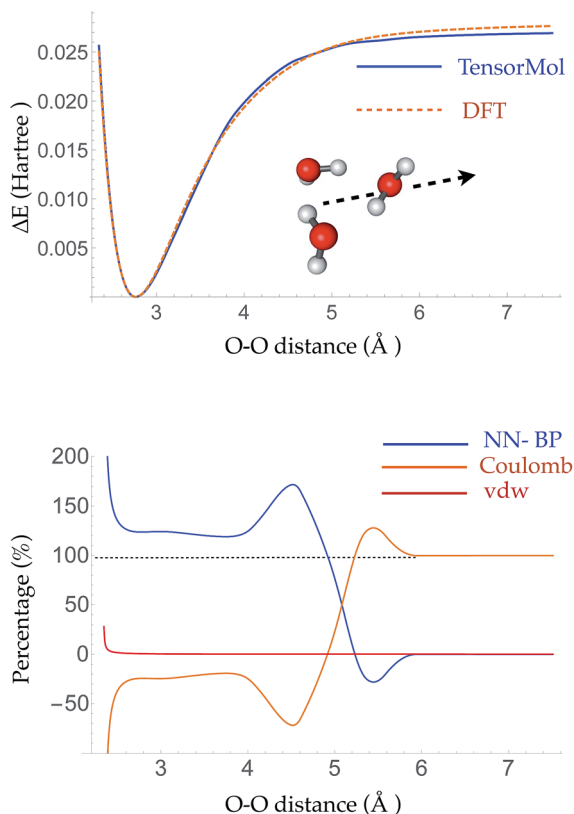 0.025
0.020
0.015
0.010
0.005
ΔE (Hartree)
TensorMol
DFT
3 4 5 6 7
O-O distance (Å )
200
150
100
50
0
−50
Percentage (%)
NN- BP
Coulomb
vdw
3 4 5 6 7
O-O distance (Å )